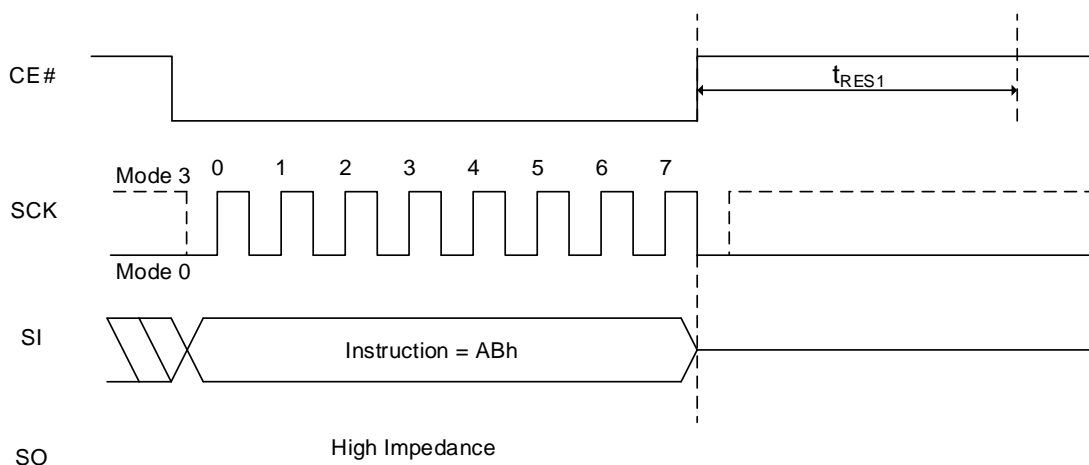 CE#
tRES1
Mode 3
0 1 2 3 4 5 6 7
SCK
Mode 0
SI
Instruction = ABh
High Impedance
SO